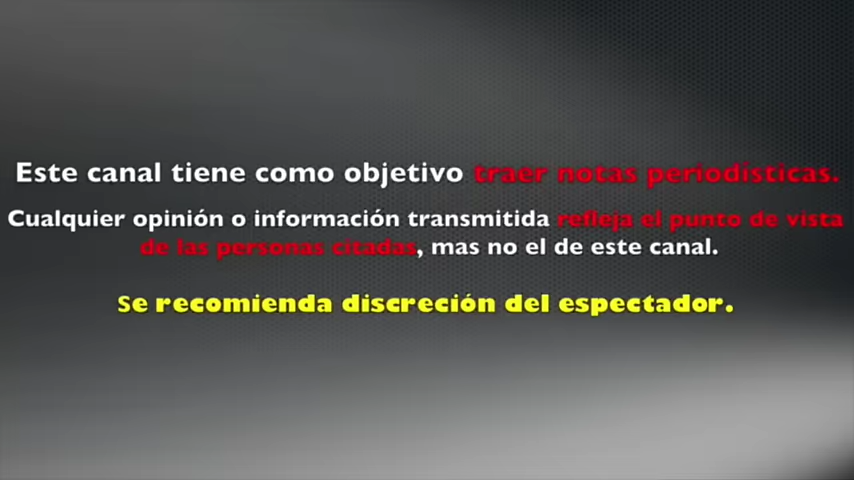 Este canal tiene como objetivo traer notas periodísticas.
Cualquier opinión o información transmitida refleja el punto de vista
de las personas citadas, mas no el de este canal.
Se recomienda discreción del espectador.